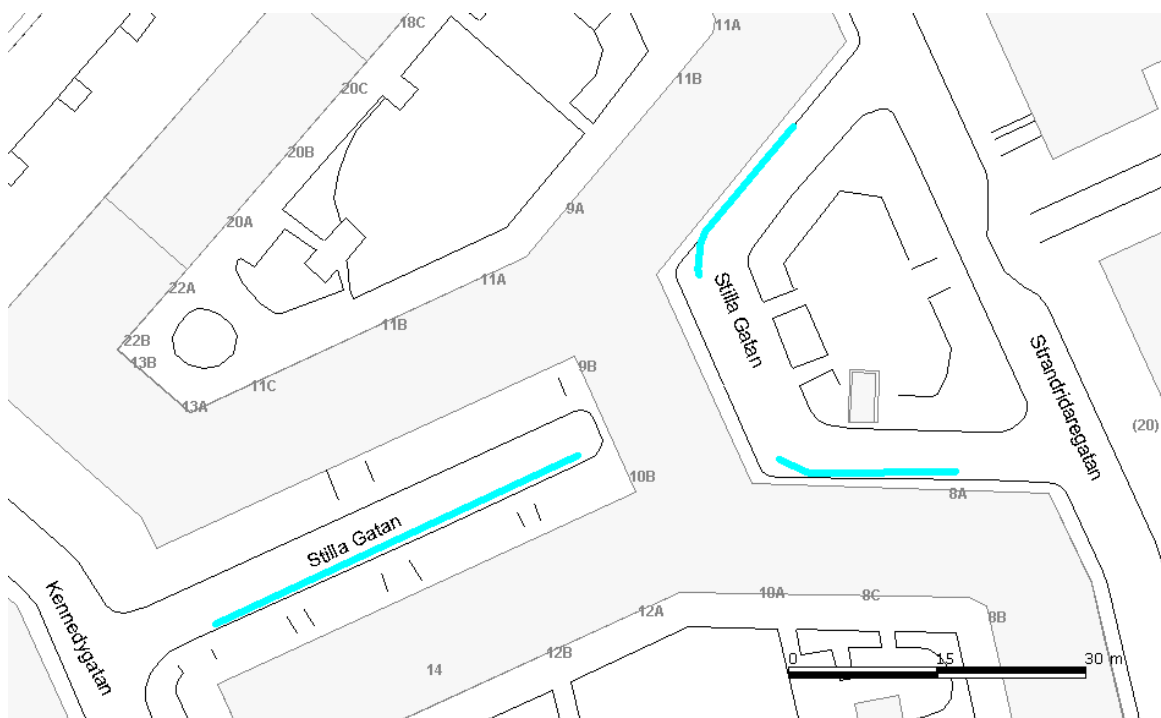 18C
11A
11B
20C
20B
9A
20A
11A
22A
Stilla Gatan
11B
22B
13B
Strandridaregatan
9B
11C
13A
(20)
10B
8A
Stilla Gatan
Kennedygatan
10A
8C
12A
8B
12B
14
0 15 30 m